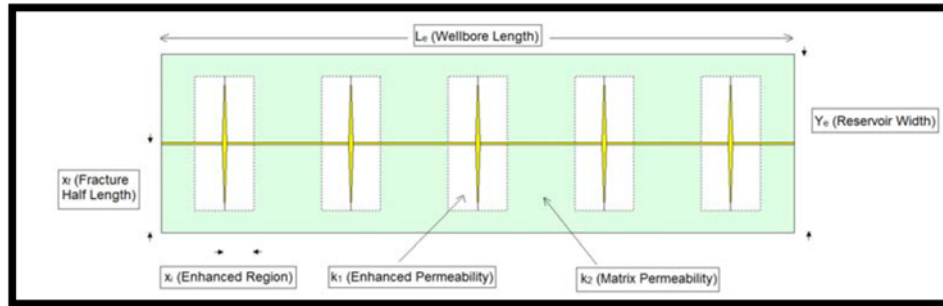 Le (Wellbore Length)
Ye (Reservoir Width)
xf (Fracture
Half Length)
xi (Enhanced Region)
k1 (Enhanced Permeability)
k2 (Matrix Permeability)